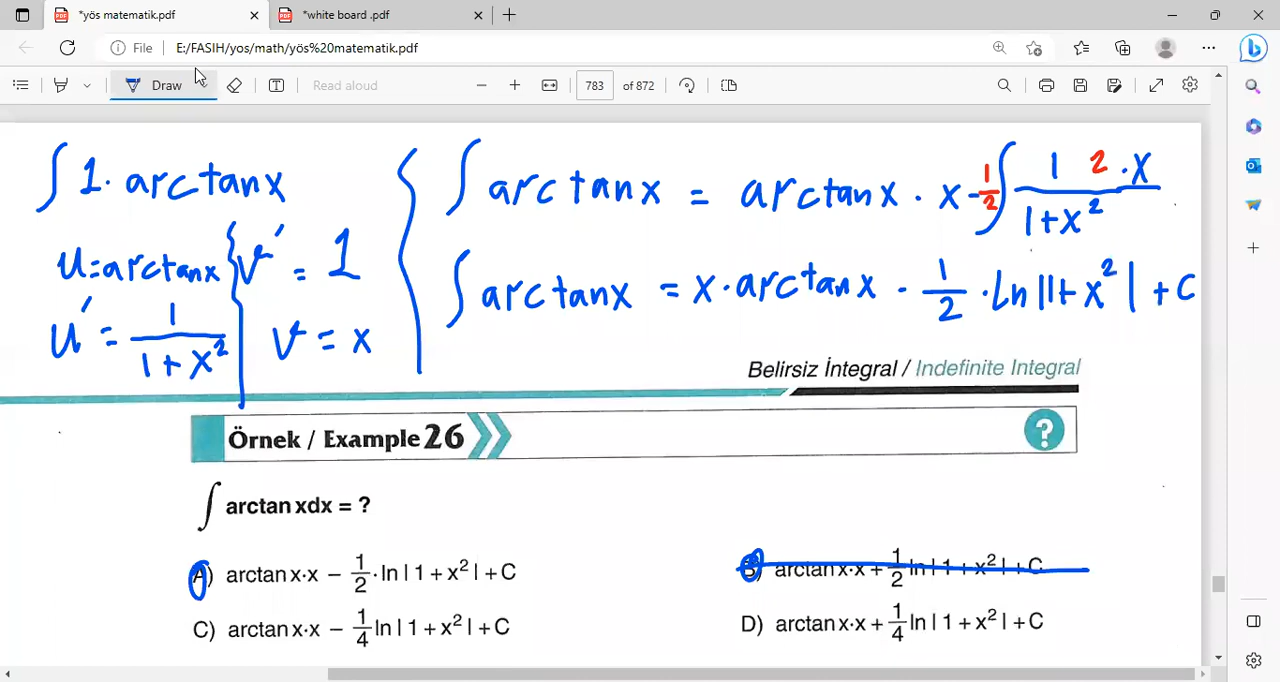 *yös matematik.pdf
*white board .pdf
File E:/FASIH/yos/math/yös%20matematik.pdf
Draw Read aloud 783 of 872
∫ 1 · arctanx
u = arctanx v' = 1
u' = 1/(1 + x²) v = x
∫ arctanx = arctanx · x - 1/2 ∫ (1 2 · x)/(1 + x²)
∫ arctanx = x · arctanx - 1/2 · Ln|1 + x²| + C
Belirsiz İntegral / Indefinite Integral
Örnek / Example 26 ?
∫ arctan xdx = ?
A) arctan x·x − 1/2 · ln | 1 + x² | + C
B) arctan x·x + 1/2 ln | 1 + x² | + C
C) arctan x·x − 1/4 ln | 1 + x² | + C
D) arctan x·x + 1/4 ln | 1 + x² | + C